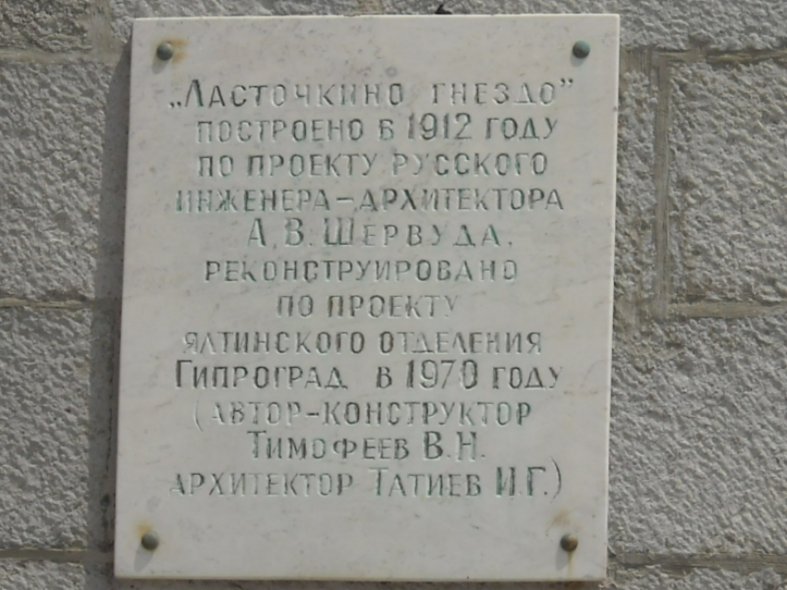 „Ласточкино гнездо”
построено в 1912 году
по проекту русского
инженера-архитектора
А.В. Шервуда.
Реконструировано
по проекту
ялтинского отделения
Гипроград в 1970 году
(автор-конструктор
Тимофеев В.Н.
архитектор Татиев И.Г.)